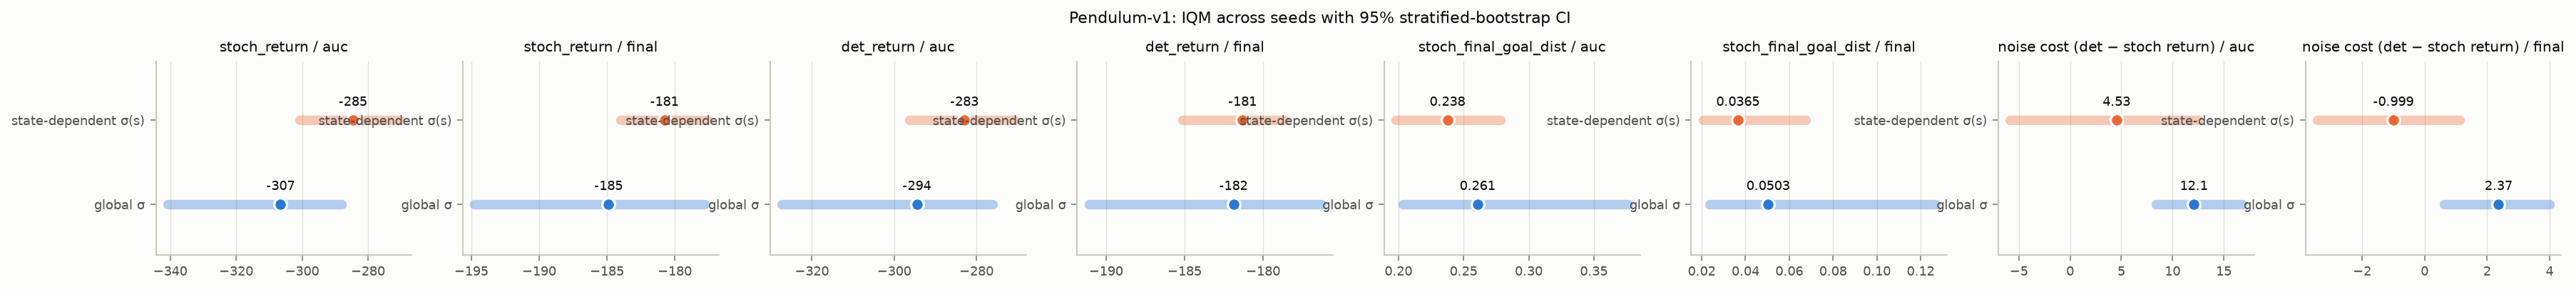 Pendulum-v1: IQM across seeds with 95% stratified-bootstrap CI
stoch_return / auc
state-dependent σ(s)
-285
global σ
-307
−340 −320 −300 −280
stoch_return / final
state-dependent σ(s)
-181
global σ
-185
−195 −190 −185 −180
det_return / auc
state-dependent σ(s)
-283
global σ
-294
−320 −300 −280
det_return / final
state-dependent σ(s)
-181
global σ
-182
−190 −185 −180
stoch_final_goal_dist / auc
state-dependent σ(s)
0.238
global σ
0.261
0.20 0.25 0.30 0.35
stoch_final_goal_dist / final
state-dependent σ(s)
0.0365
global σ
0.0503
0.02 0.04 0.06 0.08 0.10 0.12
noise cost (det − stoch return) / auc
state-dependent σ(s)
4.53
global σ
12.1
−5 0 5 10 15
noise cost (det − stoch return) / final
state-dependent σ(s)
-0.999
global σ
2.37
−2 0 2 4